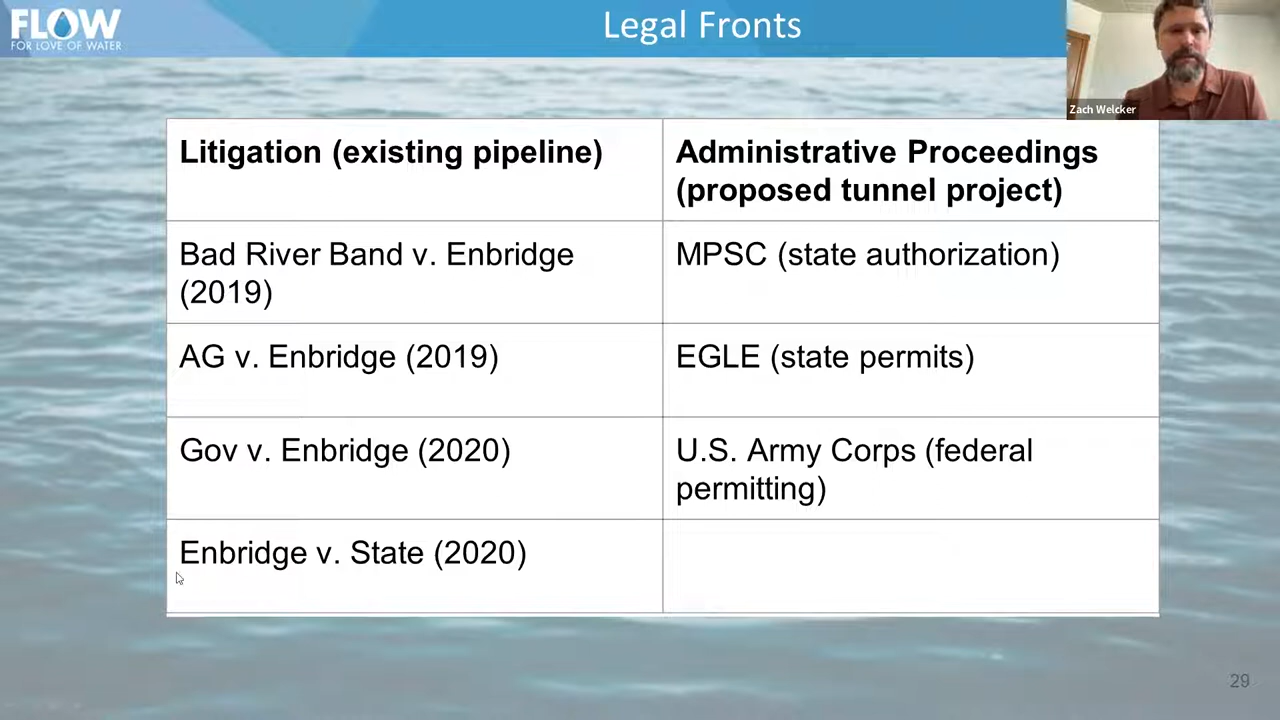 FLOW
FOR LOVE OF WATER
Legal Fronts
Zach Welcker
Litigation (existing pipeline)
Administrative Proceedings
(proposed tunnel project)
Bad River Band v. Enbridge
(2019)
MPSC (state authorization)
AG v. Enbridge (2019)
EGLE (state permits)
Gov v. Enbridge (2020)
U.S. Army Corps (federal
permitting)
Enbridge v. State (2020)
29